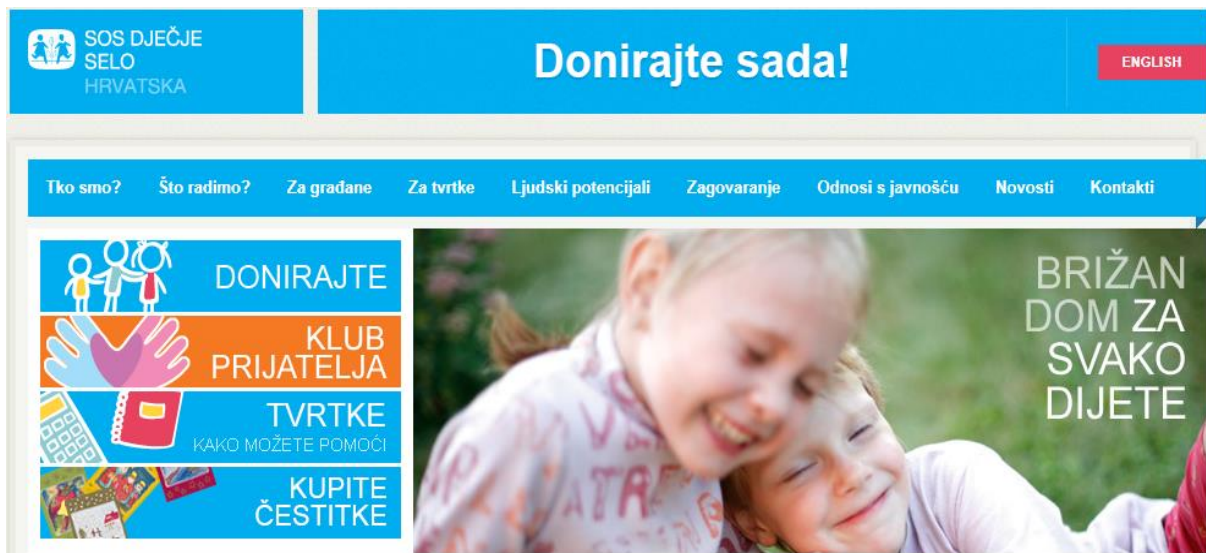 SOS DJEČJE
SELO
HRVATSKA
Donirajte sada!
ENGLISH
Tko smo? Što radimo? Za građane Za tvrtke Ljudski potencijali Zagovaranje Odnosi s javnošću Novosti Kontakti
DONIRAJTE
KLUB
PRIJATELJA
TVRTKE
KAKO MOŽETE POMOĆI
KUPITE
ČESTITKE
BRIŽAN
DOM ZA
SVAKO
DIJETE